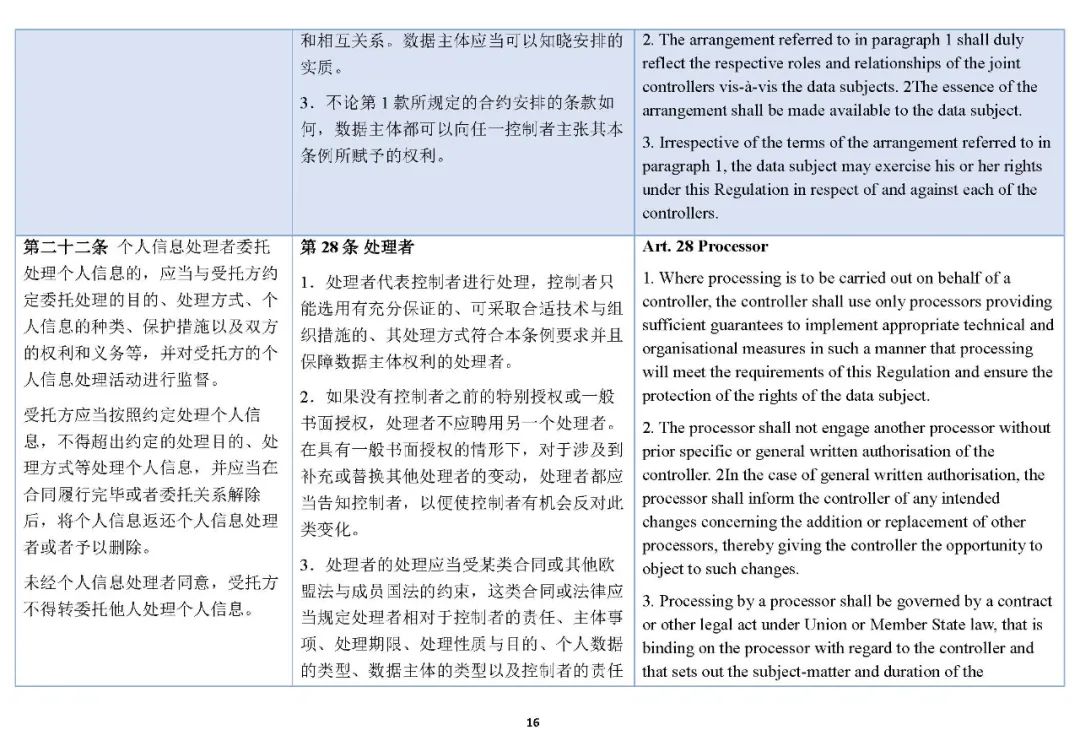 和相互关系。数据主体应当可以知晓安排的
实质。
3．不论第 1 款所规定的合约安排的条款如
何，数据主体都可以向任一控制者主张其本
条例所赋予的权利。
2. The arrangement referred to in paragraph 1 shall duly
reflect the respective roles and relationships of the joint
controllers vis-à-vis the data subjects. 2The essence of the
arrangement shall be made available to the data subject.
3. Irrespective of the terms of the arrangement referred to in
paragraph 1, the data subject may exercise his or her rights
under this Regulation in respect of and against each of the
controllers.
第二十二条 个人信息处理者委托
处理个人信息的，应当与受托方约
定委托处理的目的、处理方式、个
人信息的种类、保护措施以及双方
的权利和义务等，并对受托方的个
人信息处理活动进行监督。
受托方应当按照约定处理个人信
息，不得超出约定的处理目的、处
理方式等处理个人信息，并应当在
合同履行完毕或者委托关系解除
后，将个人信息返还个人信息处理
者或者予以删除。
未经个人信息处理者同意，受托方
不得转委托他人处理个人信息。
第 28 条 处理者
1．处理者代表控制者进行处理，控制者只
能选用有充分保证的、可采取合适技术与组
织措施的、其处理方式符合本条例要求并且
保障数据主体权利的处理者。
2．如果没有控制者之前的特别授权或一般
书面授权，处理者不应聘用另一个处理者。
在具有一般书面授权的情形下，对于涉及到
补充或替换其他处理者的变动，处理者都应
当告知控制者，以便使控制者有机会反对此
类变化。
3．处理者的处理应当受某类合同或其他欧
盟法与成员国法的约束，这类合同或法律应
当规定处理者相对于控制者的责任、主体事
项、处理期限、处理性质与目的、个人数据
的类型、数据主体的类型以及控制者的责任
Art. 28 Processor
1. Where processing is to be carried out on behalf of a
controller, the controller shall use only processors providing
sufficient guarantees to implement appropriate technical and
organisational measures in such a manner that processing
will meet the requirements of this Regulation and ensure the
protection of the rights of the data subject.
2. The processor shall not engage another processor without
prior specific or general written authorisation of the
controller. 2In the case of general written authorisation, the
processor shall inform the controller of any intended
changes concerning the addition or replacement of other
processors, thereby giving the controller the opportunity to
object to such changes.
3. Processing by a processor shall be governed by a contract
or other legal act under Union or Member State law, that is
binding on the processor with regard to the controller and
that sets out the subject-matter and duration of the
16